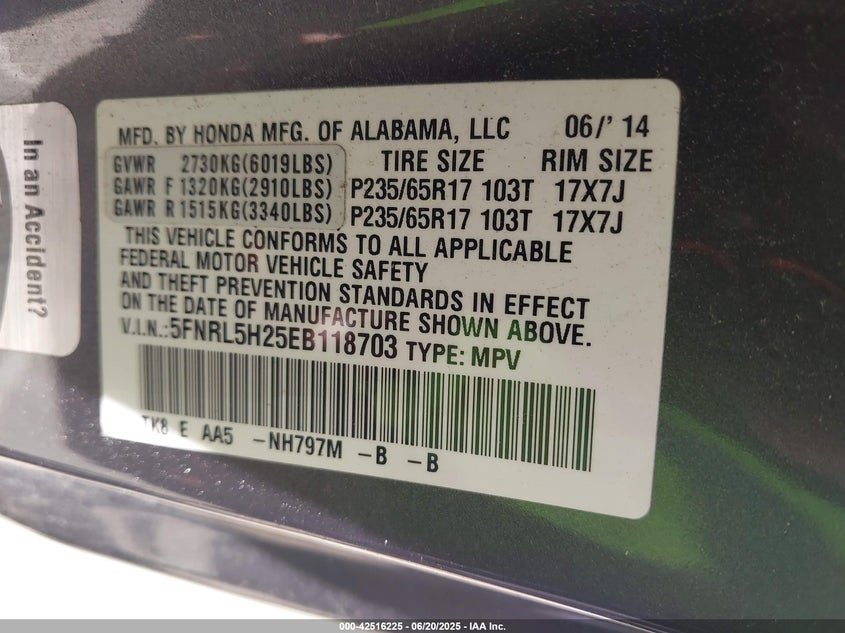 In an Accident?
MFD. BY HONDA MFG. OF ALABAMA, LLC 06/'14
GVWR 2730KG(6019LBS) TIRE SIZE RIM SIZE
GAWR F 1320KG(2910LBS) P235/65R17 103T 17X7J
GAWR R 1515KG(3340LBS) P235/65R17 103T 17X7J
THIS VEHICLE CONFORMS TO ALL APPLICABLE
FEDERAL MOTOR VEHICLE SAFETY
AND THEFT PREVENTION STANDARDS IN EFFECT
ON THE DATE OF MANUFACTURE SHOWN ABOVE.
V.I.N.:5FNRL5H25EB118703 TYPE: MPV
TK8 E AA5 -NH797M -B -B
000-42516225 - 06/20/2025 - IAA Inc.